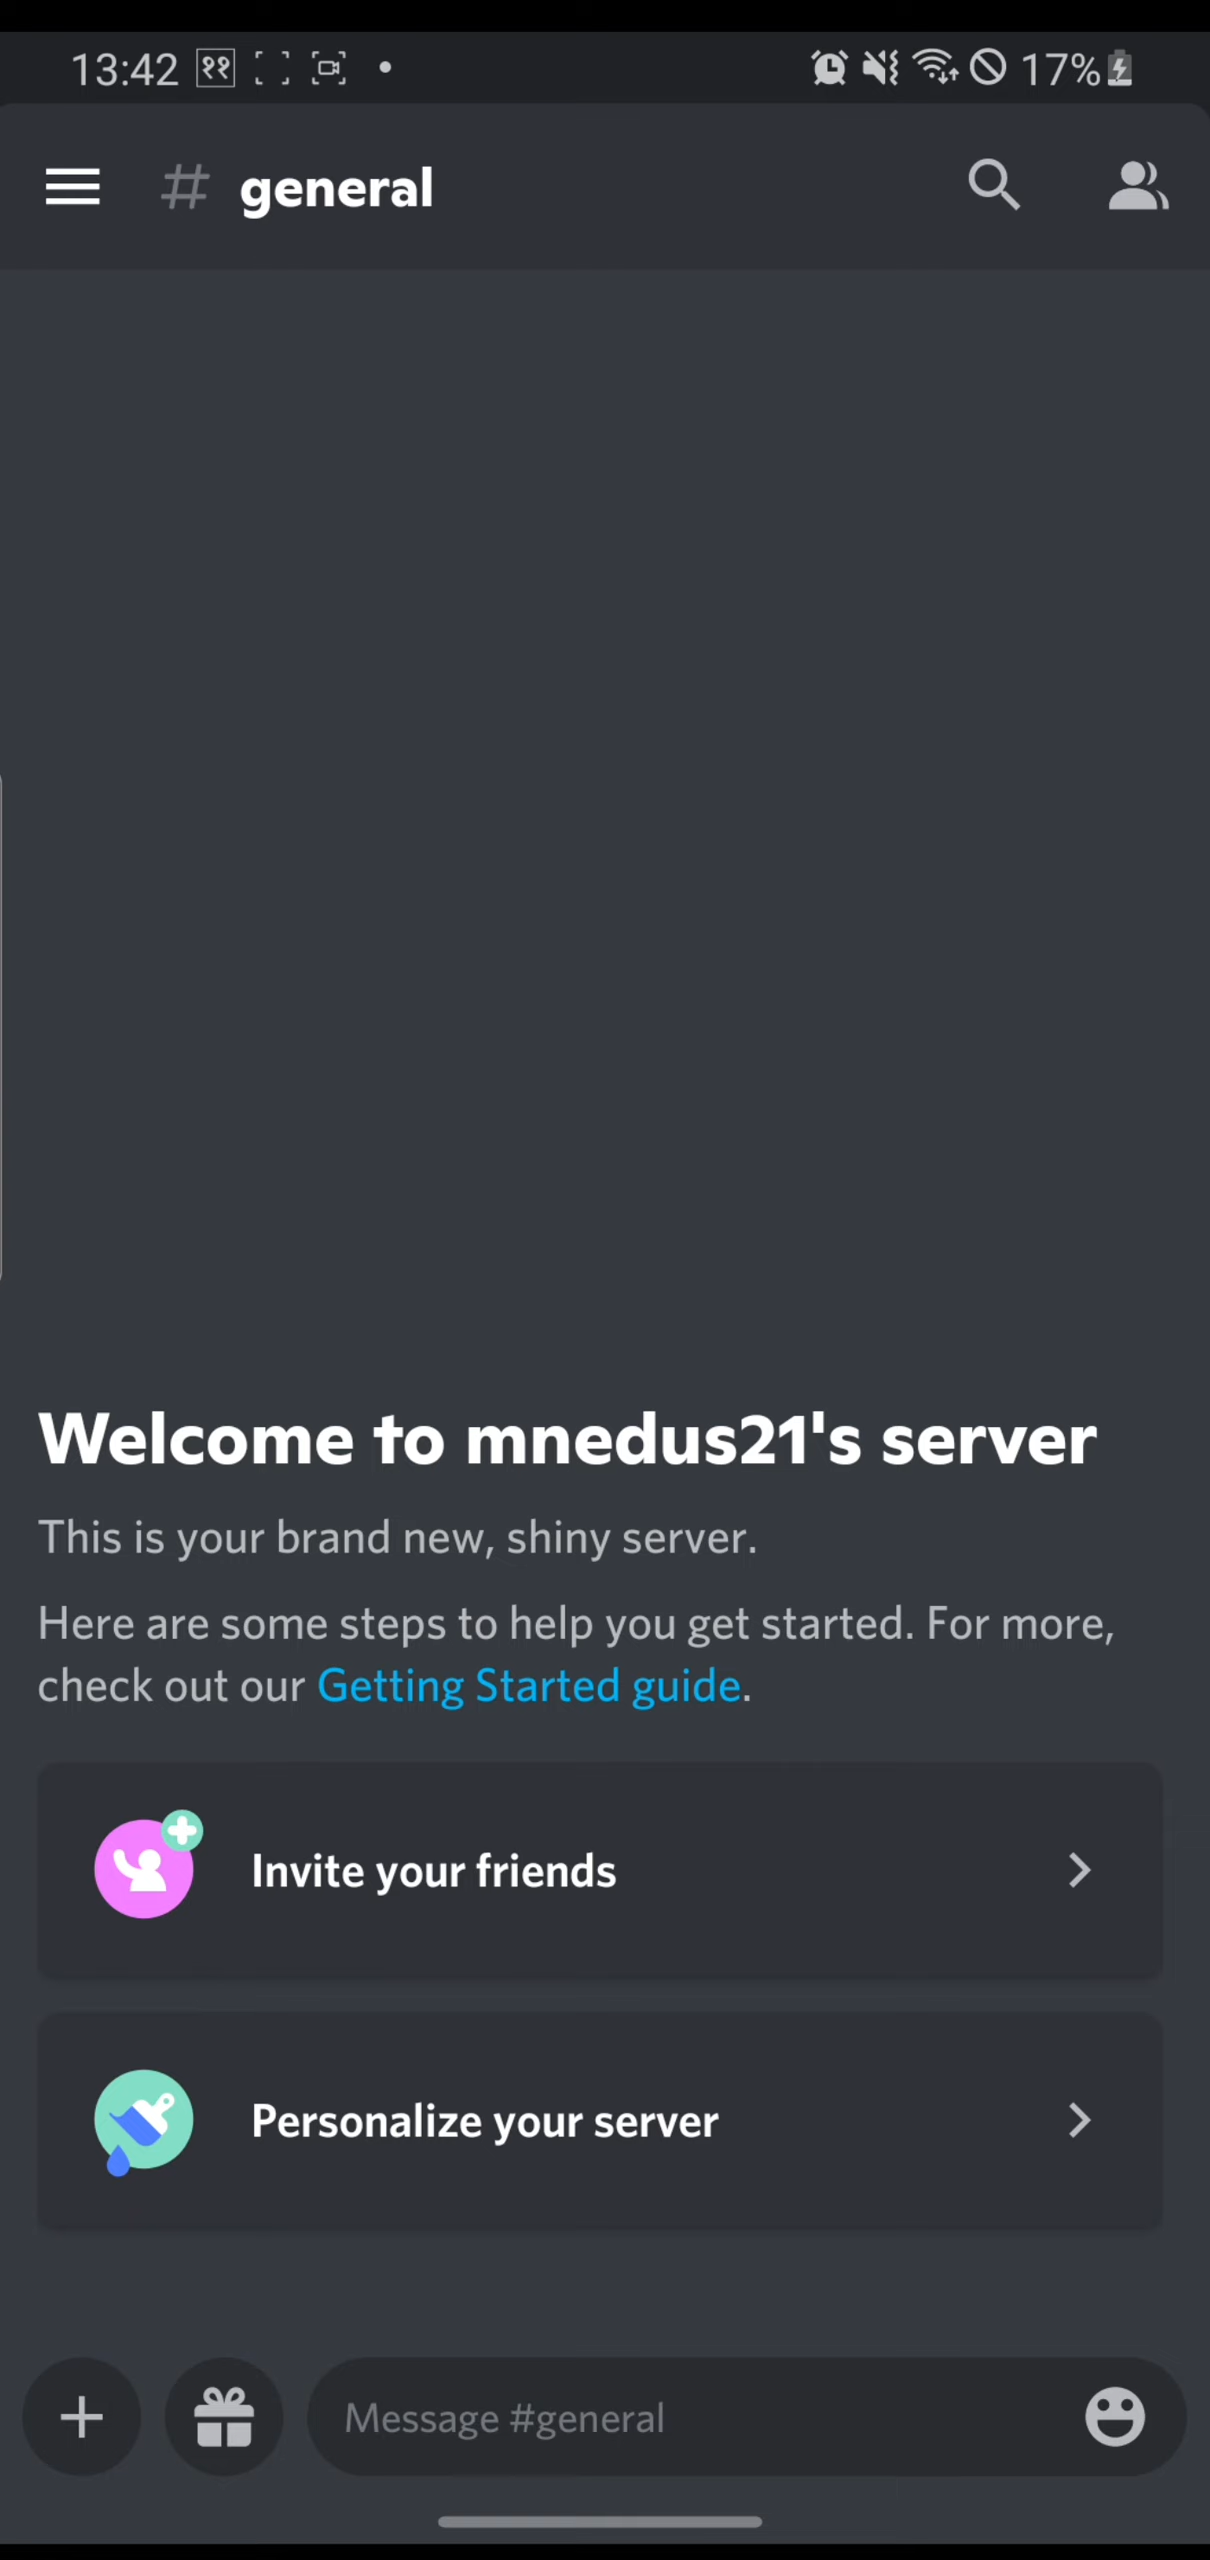 13:42 ११ 17%
# general
Welcome to mnedus21's server
This is your brand new, shiny server.
Here are some steps to help you get started. For more,
check out our Getting Started guide.
Invite your friends
Personalize your server
Message #general